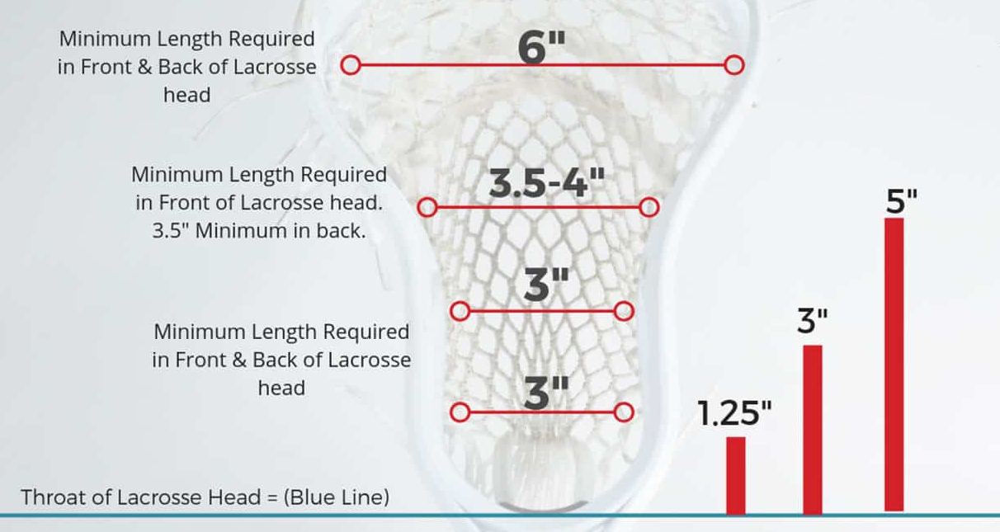 Minimum Length Required
in Front & Back of Lacrosse
head
6"
Minimum Length Required
in Front of Lacrosse head.
3.5" Minimum in back.
3.5-4"
5"
3"
3"
Minimum Length Required
in Front & Back of Lacrosse
head
3"
1.25"
Throat of Lacrosse Head = (Blue Line)